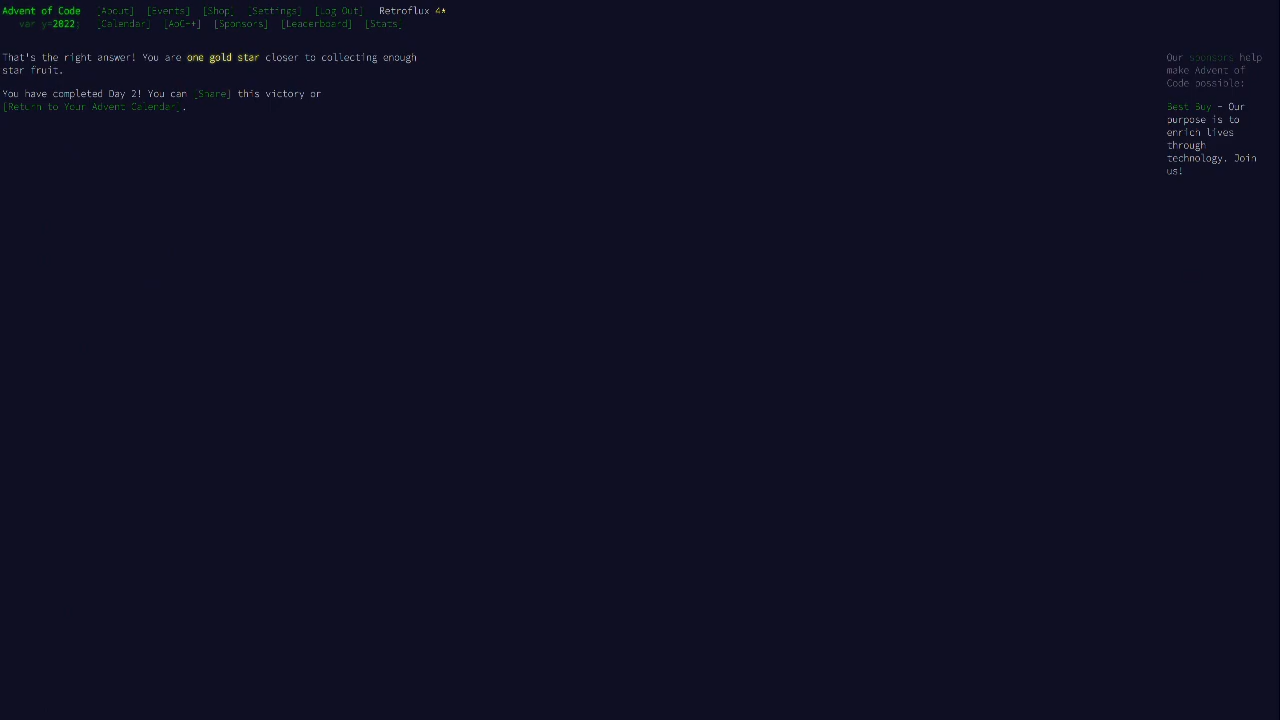 Advent of Code [About] [Events] [Shop] [Settings] [Log Out] Retroflux 4*
var y=2022; [Calendar] [AoC++] [Sponsors] [Leaderboard] [Stats]
That's the right answer! You are one gold star closer to collecting enough
star fruit.
You have completed Day 2! You can [Share] this victory or
[Return to Your Advent Calendar].
Our sponsors help
make Advent of
Code possible:
Best Buy - Our
purpose is to
enrich lives
through
technology. Join
us!